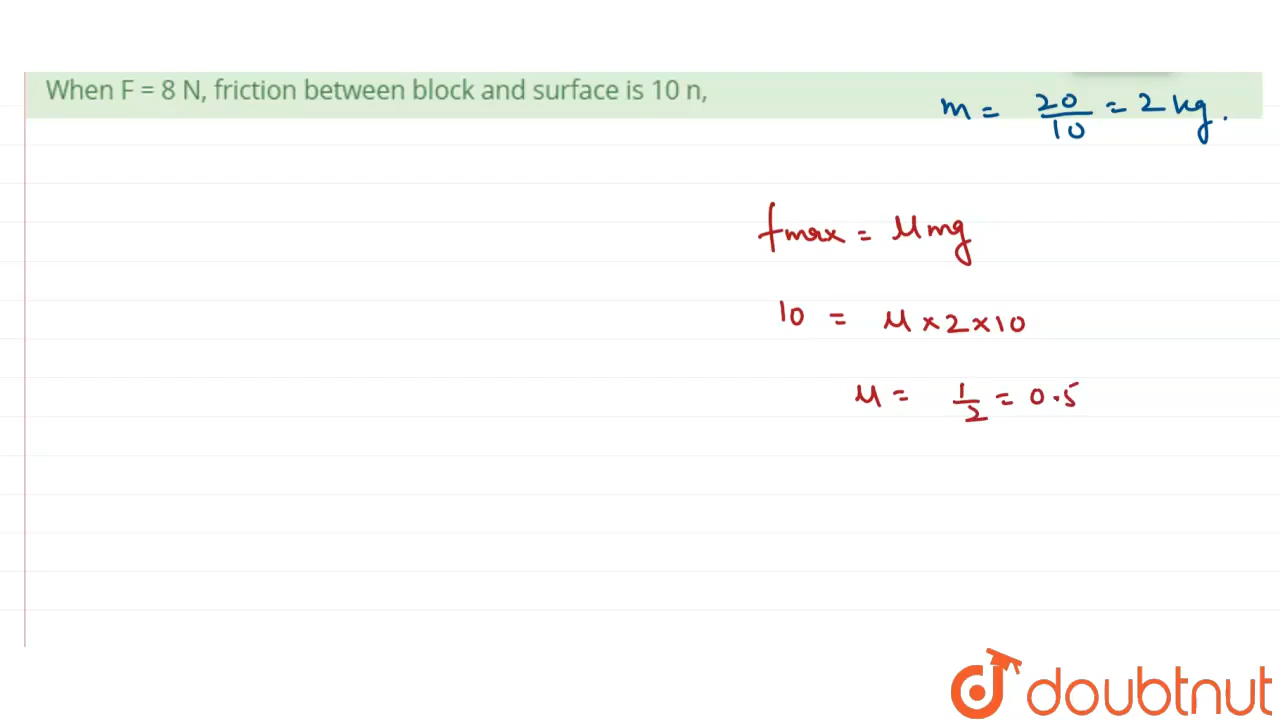 When F = 8 N, friction between block and surface is 10 n,
m = 20/10 = 2 kg.
fmax = μmg
10 = μ × 2 × 10
μ = 1/2 = 0.5
doubtnut